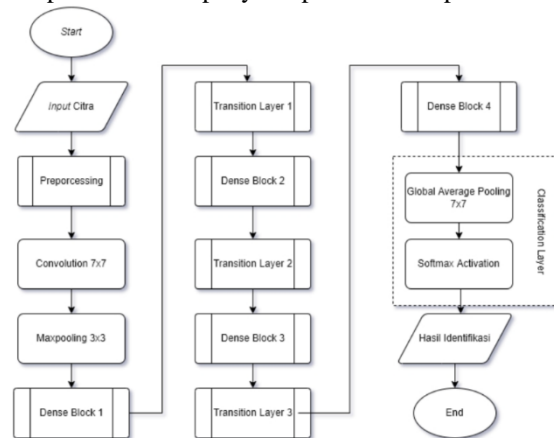 Start
Input Citra
Preporcessing
Convolution 7x7
Maxpooling 3x3
Dense Block 1
Transition Layer 1
Dense Block 2
Transition Layer 2
Dense Block 3
Transition Layer 3
Dense Block 4
Global Average Pooling
7x7
Softmax Activation
Classification Layer
Hasil Identifikasi
End